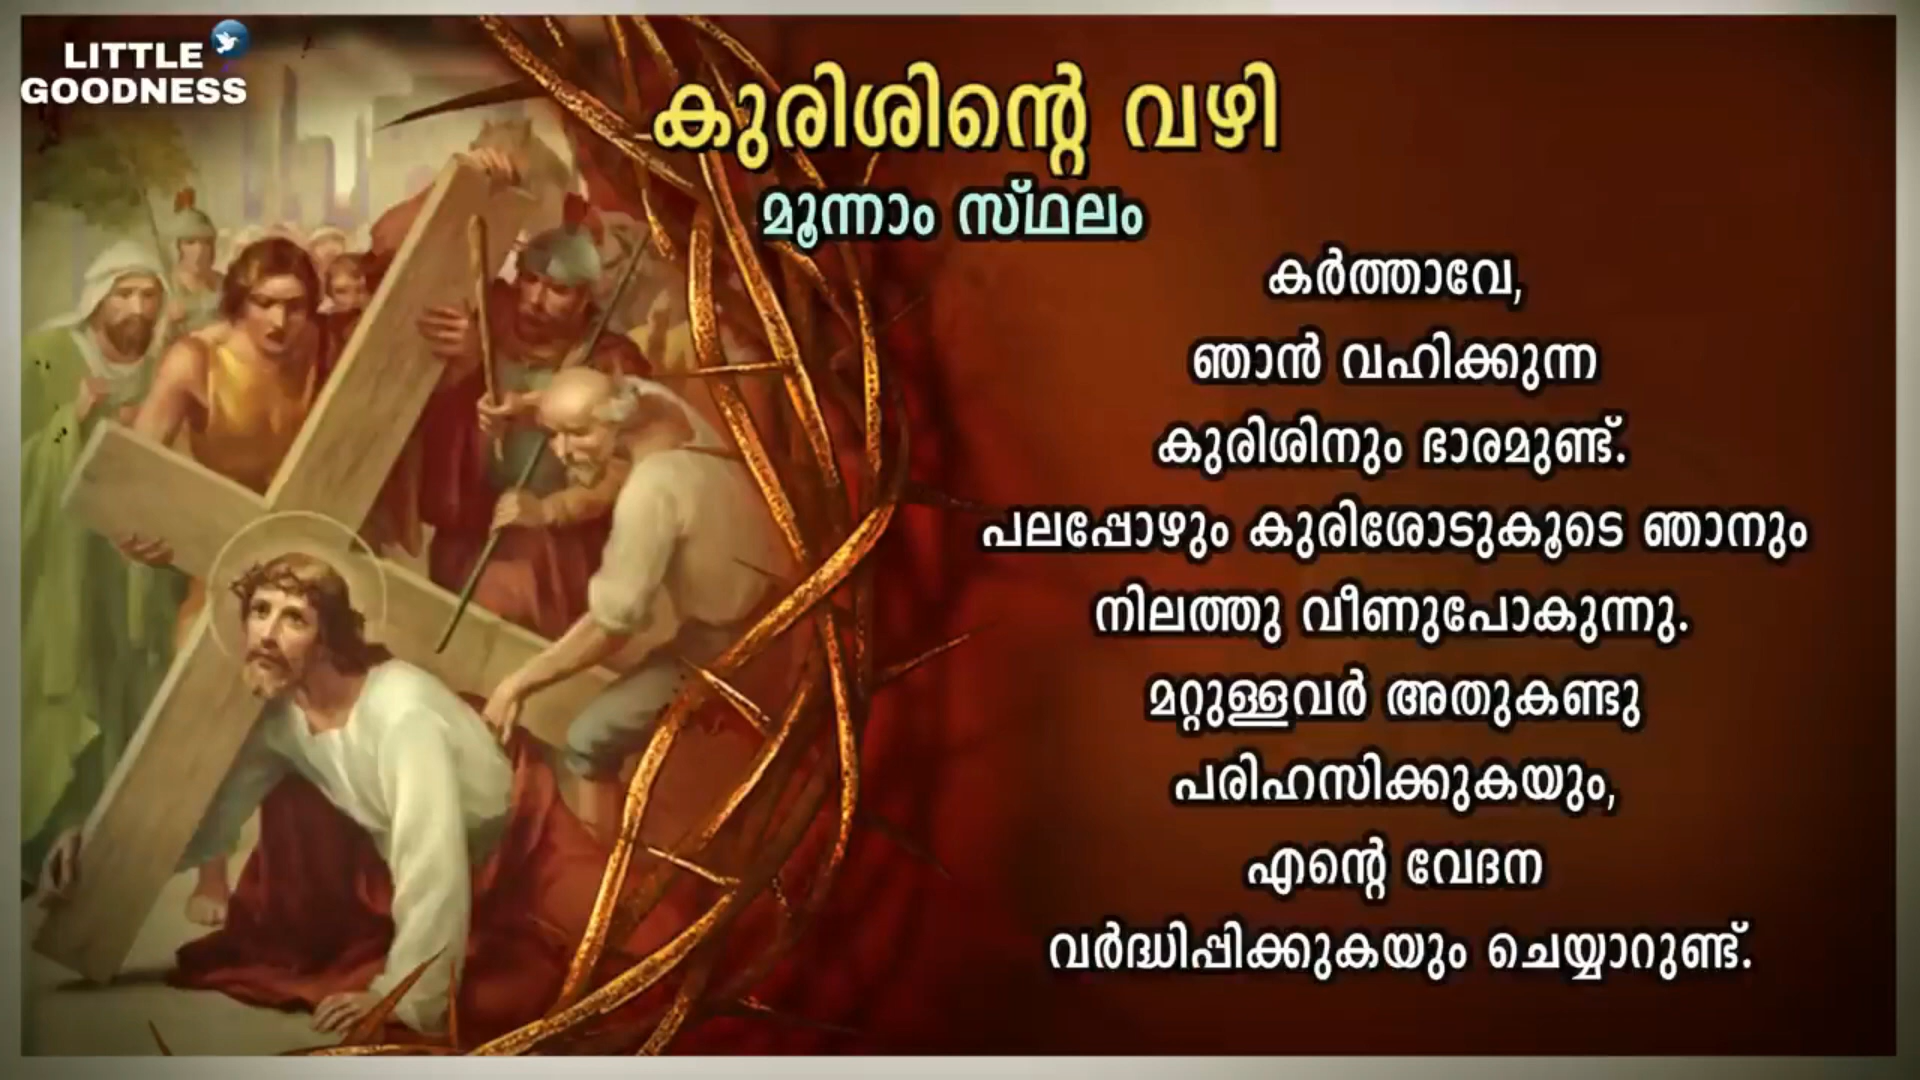 LITTLE
GOODNESS
കുരിശിന്റെ വഴി
മൂന്നാം സ്ഥലം
കർത്താവേ,
ഞാൻ വഹിക്കുന്ന
കുരിശിനും ഭാരമുണ്ട്.
പലപ്പോഴും കുരിശോടുകൂടെ ഞാനും
നിലത്തു വീണുപോകുന്നു.
മറ്റുള്ളവർ അതുകണ്ടു
പരിഹസിക്കുകയും,
എന്റെ വേദന
വർദ്ധിപ്പിക്കുകയും ചെയ്യാറുണ്ട്.